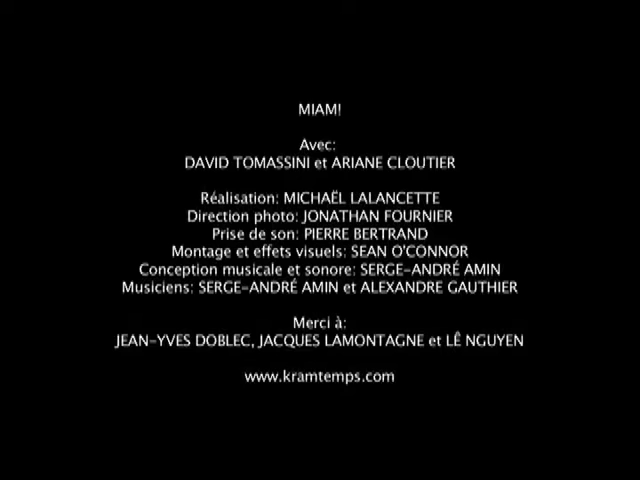 MIAM!
Avec:
DAVID TOMASSINI et ARIANE CLOUTIER
Réalisation: MICHAËL LALANCETTE
Direction photo: JONATHAN FOURNIER
Prise de son: PIERRE BERTRAND
Montage et effets visuels: SEAN O'CONNOR
Conception musicale et sonore: SERGE-ANDRÉ AMIN
Musiciens: SERGE-ANDRÉ AMIN et ALEXANDRE GAUTHIER
Merci à:
JEAN-YVES DOBLEC, JACQUES LAMONTAGNE et LÊ NGUYEN
www.kramtemps.com